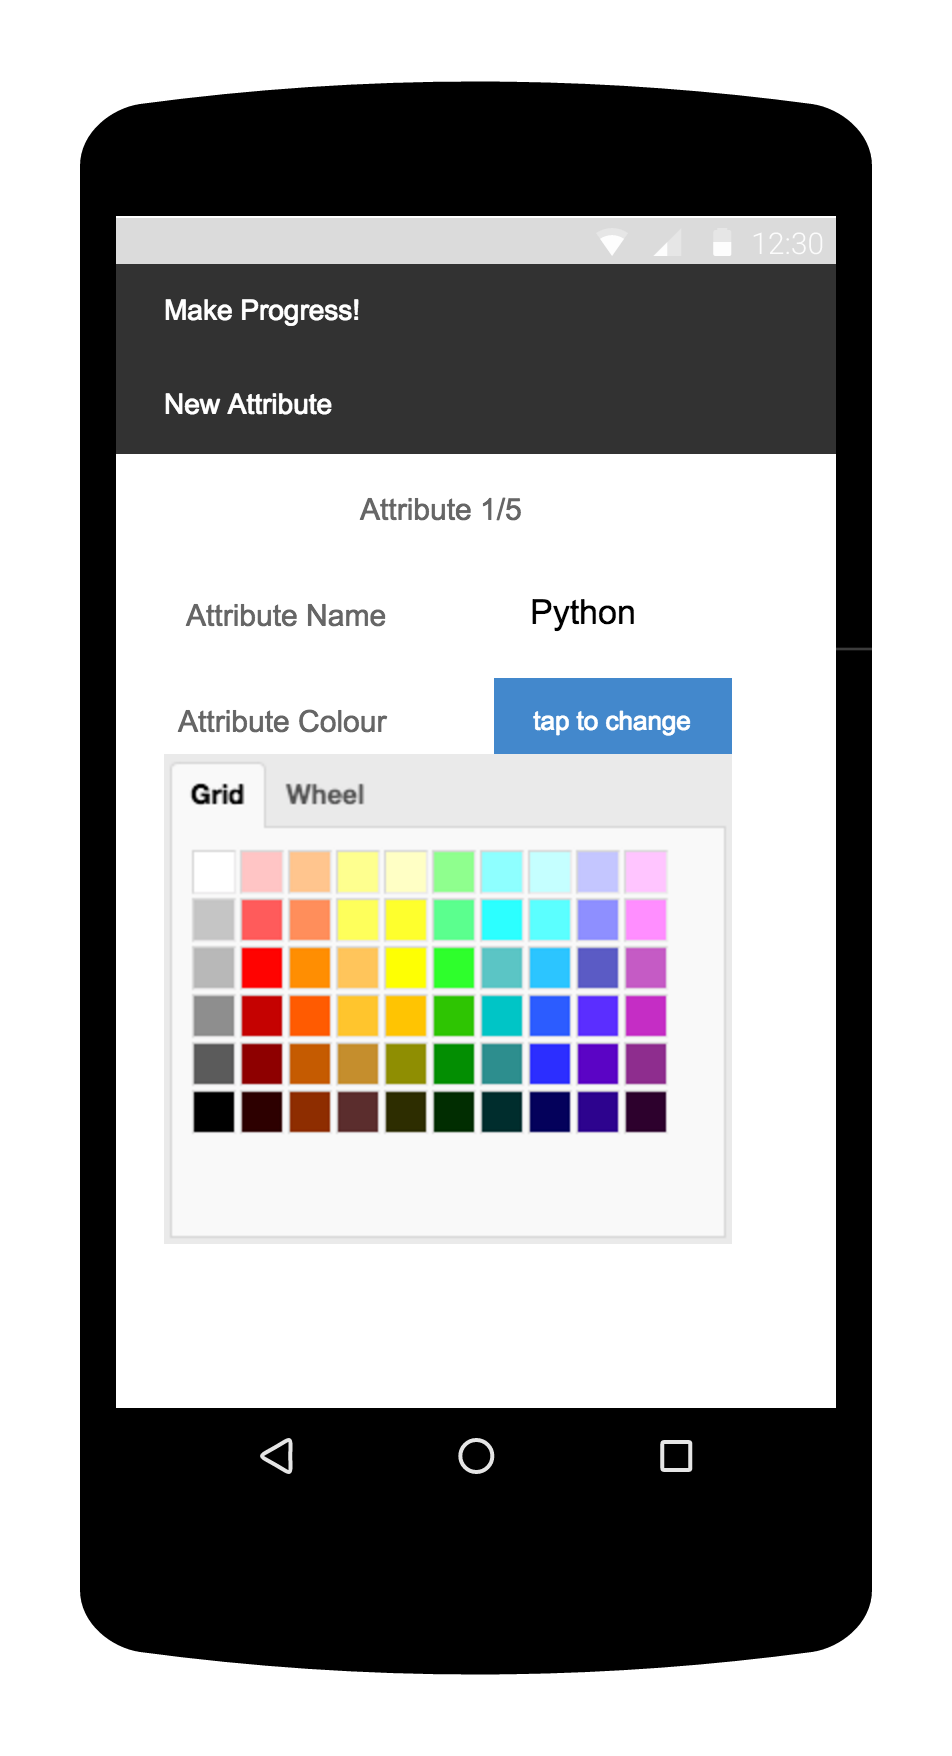 12:30
Make Progress!
New Attribute
Attribute 1/5
Attribute Name Python
Attribute Colour tap to change
Grid Wheel